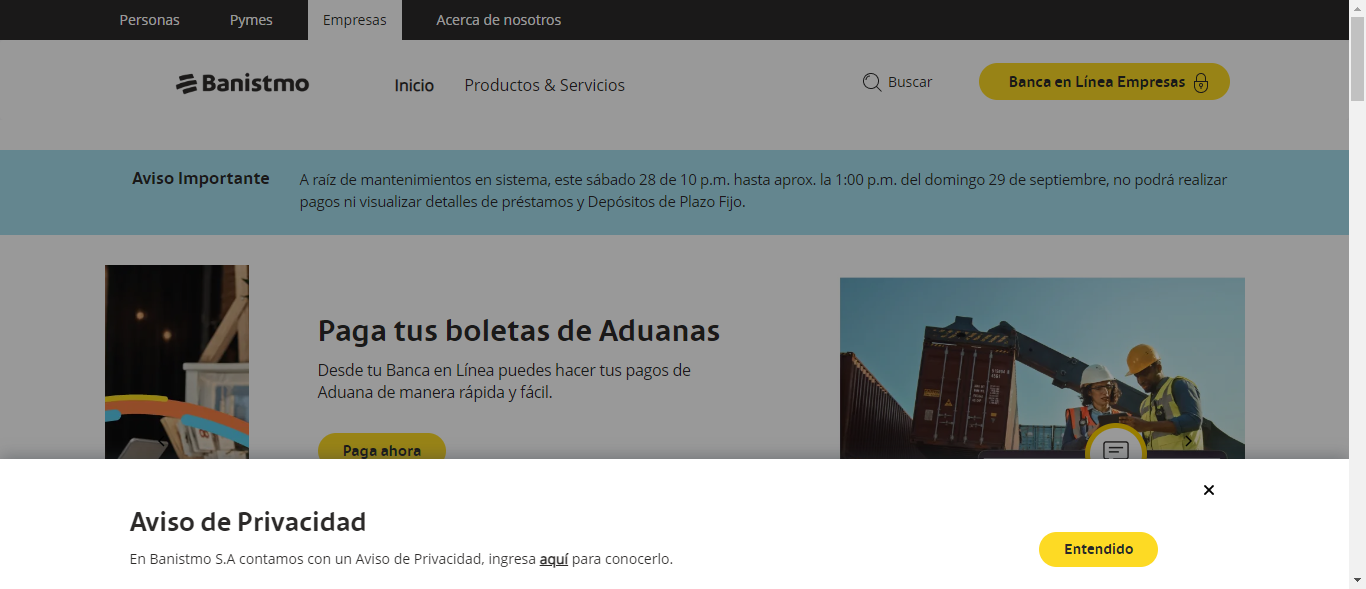 Personas
Pymes
Empresas
Acerca de nosotros
Banistmo
Inicio
Productos & Servicios
Buscar
Banca en Línea Empresas
Aviso Importante
A raíz de mantenimientos en sistema, este sábado 28 de 10 p.m. hasta aprox. la 1:00 p.m. del domingo 29 de septiembre, no podrá realizar
pagos ni visualizar detalles de préstamos y Depósitos de Plazo Fijo.
Paga tus boletas de Aduanas
Desde tu Banca en Línea puedes hacer tus pagos de
Aduana de manera rápida y fácil.
Paga ahora
Aviso de Privacidad
En Banistmo S.A contamos con un Aviso de Privacidad, ingresa aquí para conocerlo.
Entendido